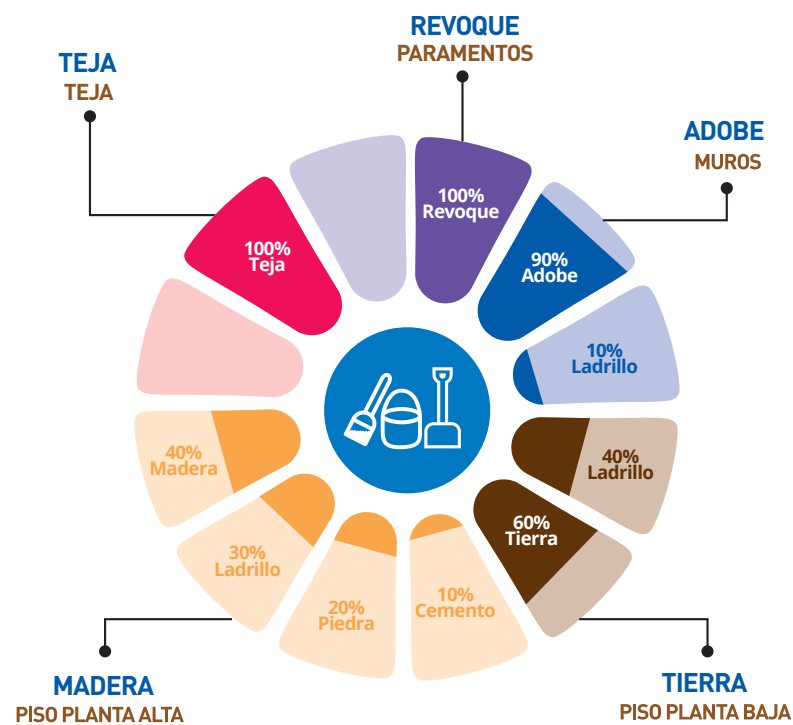 REVOQUE
PARAMENTOS
TEJA
TEJA
ADOBE
MUROS
100%
Revoque
100%
Teja
90%
Adobe
10%
Ladrillo
40%
Ladrillo
60%
Tierra
10%
Cemento
20%
Piedra
30%
Ladrillo
40%
Madera
MADERA
PISO PLANTA ALTA
TIERRA
PISO PLANTA BAJA